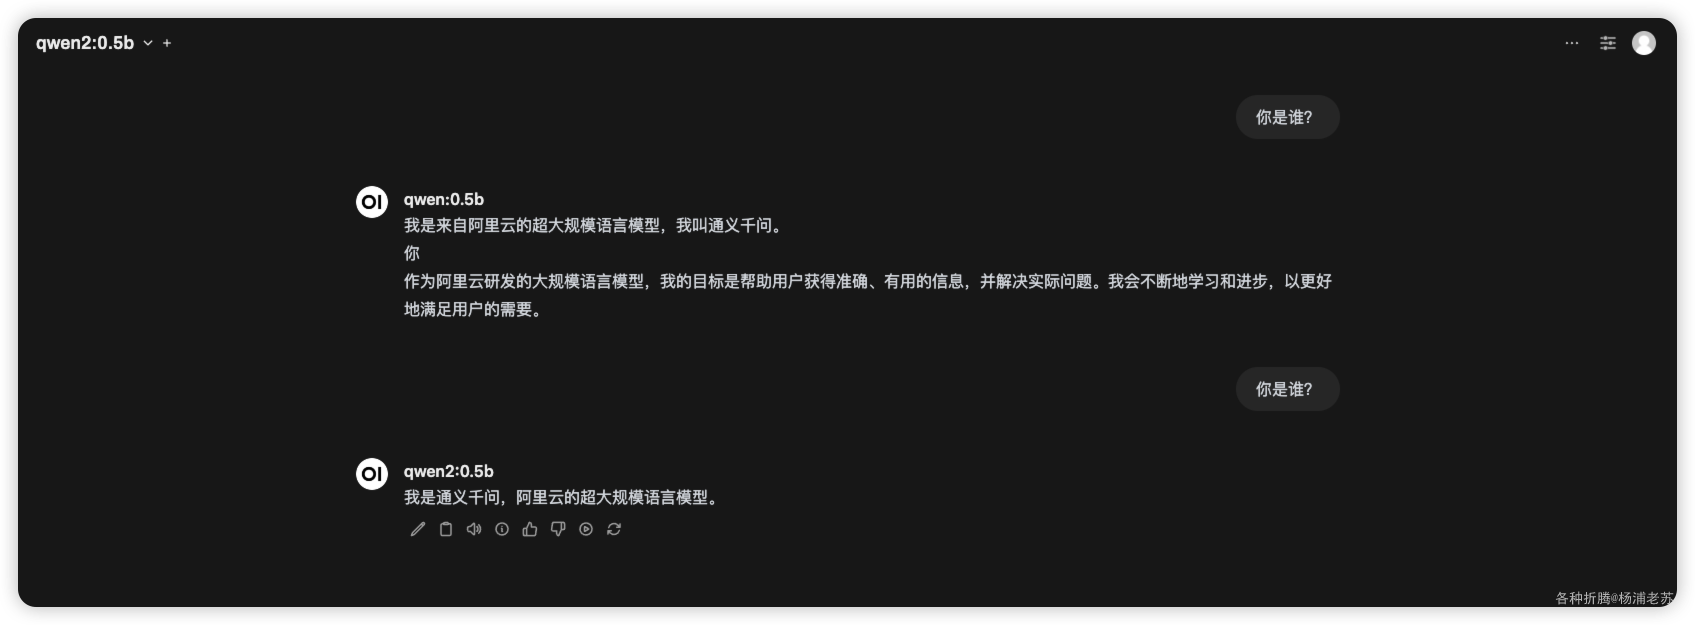 qwen2:0.5b
你是谁？
OI
qwen:0.5b
我是来自阿里云的超大规模语言模型，我叫通义千问。
你
作为阿里云研发的大规模语言模型，我的目标是帮助用户获得准确、有用的信息，并解决实际问题。我会不断地学习和进步，以更好
地满足用户的需要。
你是谁？
OI
qwen2:0.5b
我是通义千问，阿里云的超大规模语言模型。
各种折腾@杨浦老苏